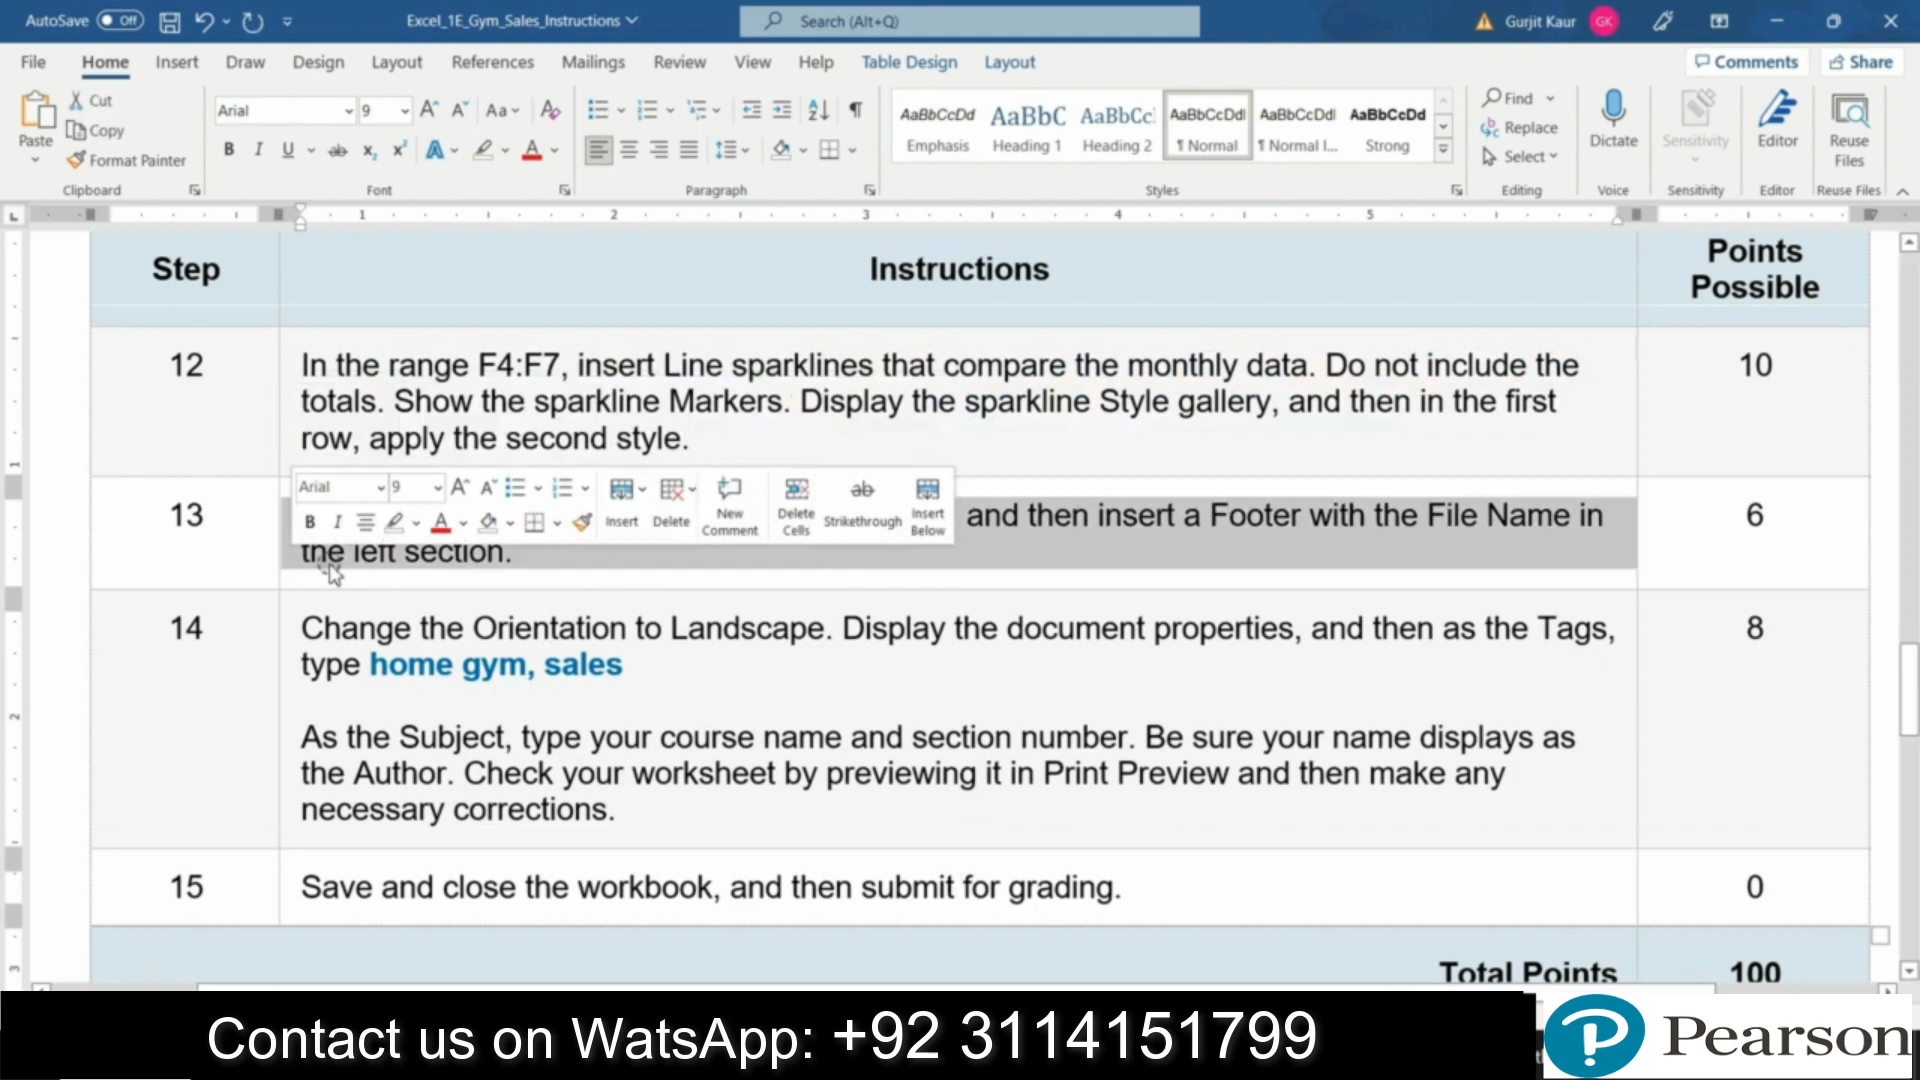 AutoSave Off Excel_1E_Gym_Sales_Instructions Search (Alt+Q) Gurjit Kaur GK
File Home Insert Draw Design Layout References Mailings Review View Help Table Design Layout Comments Share
Paste Cut Copy Format Painter Clipboard
Arial 9 Aa Font
Paragraph
AaBbCcDd Emphasis AaBbC Heading 1 AaBbCc Heading 2 AaBbCcDd ¶ Normal AaBbCcDd ¶ Normal I... AaBbCcDd Strong Styles
Find Replace Select Editing
Dictate Voice
Sensitivity Sensitivity
Editor Editor
Reuse Files Reuse Files
1 2 3 4 5
Step Instructions Points Possible
12 In the range F4:F7, insert Line sparklines that compare the monthly data. Do not include the 10
totals. Show the sparkline Markers. Display the sparkline Style gallery, and then in the first
row, apply the second style.
Arial 9
B I A Insert Delete New Comment Delete Cells Strikethrough Insert Below
13 and then insert a Footer with the File Name in 6
the left section.
14 Change the Orientation to Landscape. Display the document properties, and then as the Tags, 8
type home gym, sales
As the Subject, type your course name and section number. Be sure your name displays as
the Author. Check your worksheet by previewing it in Print Preview and then make any
necessary corrections.
15 Save and close the workbook, and then submit for grading. 0
Total Points 100
Contact us on WatsApp: +92 3114151799
Pearson